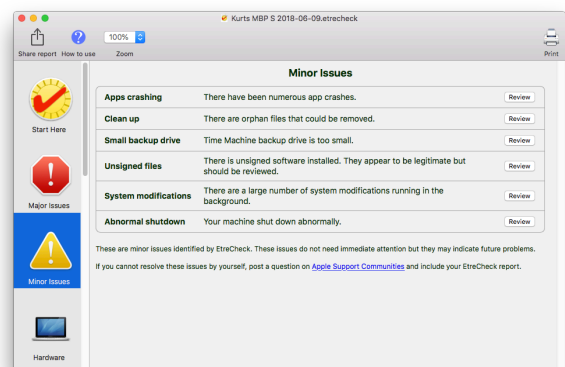 Kurts MBP S 2018-06-09.etrecheck
100%
Share report How to use Zoom Print
Start Here
Major Issues
Minor Issues
Hardware
Minor Issues
Apps crashing There have been numerous app crashes. Review
Clean up There are orphan files that could be removed. Review
Small backup drive Time Machine backup drive is too small. Review
Unsigned files There is unsigned software installed. They appear to be legitimate but
should be reviewed. Review
System modifications There are a large number of system modifications running in the
background. Review
Abnormal shutdown Your machine shut down abnormally. Review
These are minor issues identified by EtreCheck. These issues do not need immediate attention but they may indicate future problems.
If you cannot resolve these issues by yourself, post a question on Apple Support Communities and include your EtreCheck report.